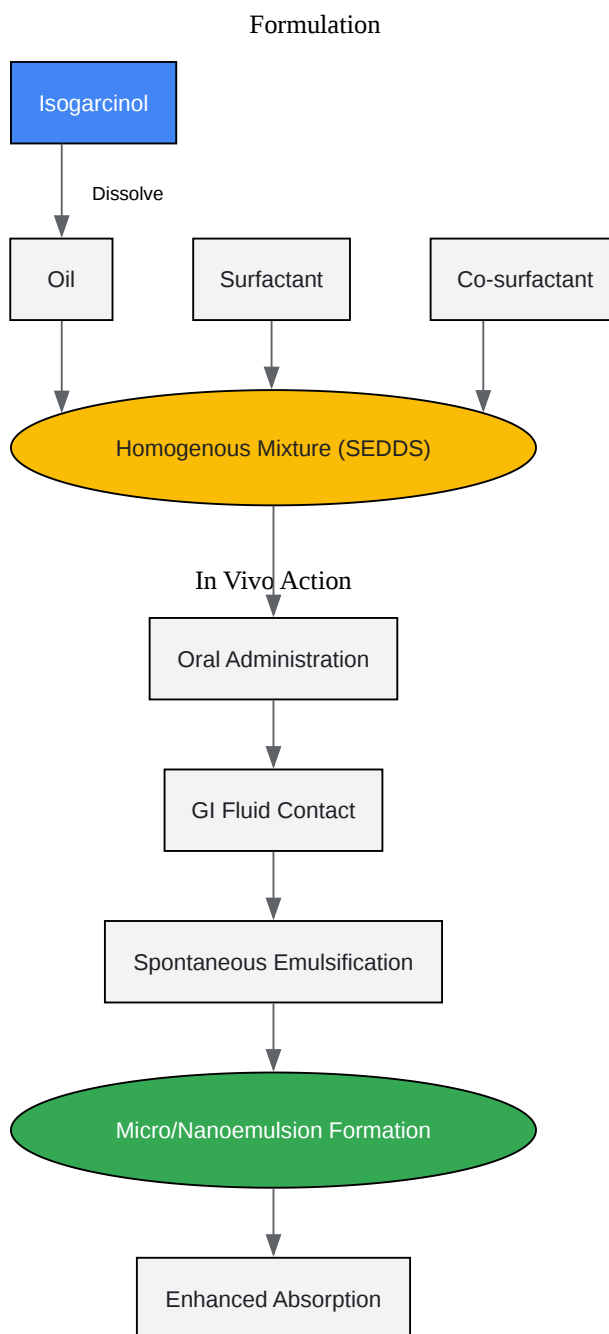 Formulation
Isogarcinol
Dissolve
Oil
Surfactant
Co-surfactant
Homogenous Mixture (SEDDS)
In Vivo Action
Oral Administration
GI Fluid Contact
Spontaneous Emulsification
Micro/Nanoemulsion Formation
Enhanced Absorption